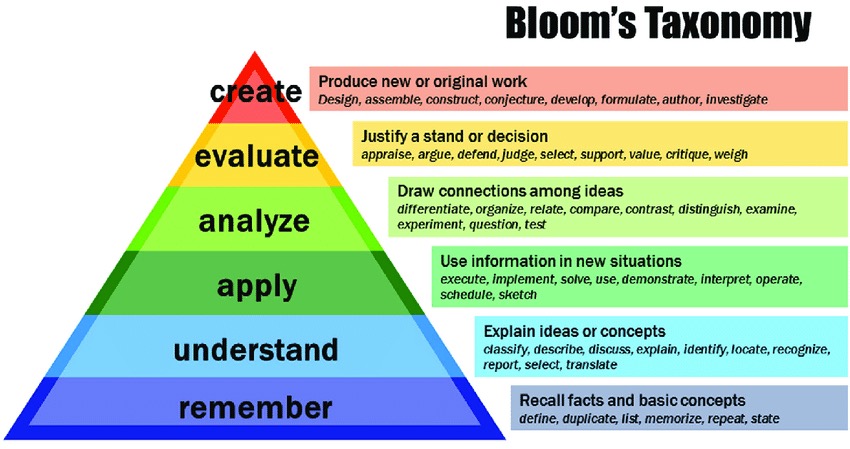 Bloom's Taxonomy
create
Produce new or original work
Design, assemble, construct, conjecture, develop, formulate, author, investigate
evaluate
Justify a stand or decision
appraise, argue, defend, judge, select, support, value, critique, weigh
analyze
Draw connections among ideas
differentiate, organize, relate, compare, contrast, distinguish, examine,
experiment, question, test
apply
Use information in new situations
execute, implement, solve, use, demonstrate, interpret, operate,
schedule, sketch
understand
Explain ideas or concepts
classify, describe, discuss, explain, identify, locate, recognize,
report, select, translate
remember
Recall facts and basic concepts
define, duplicate, list, memorize, repeat, state